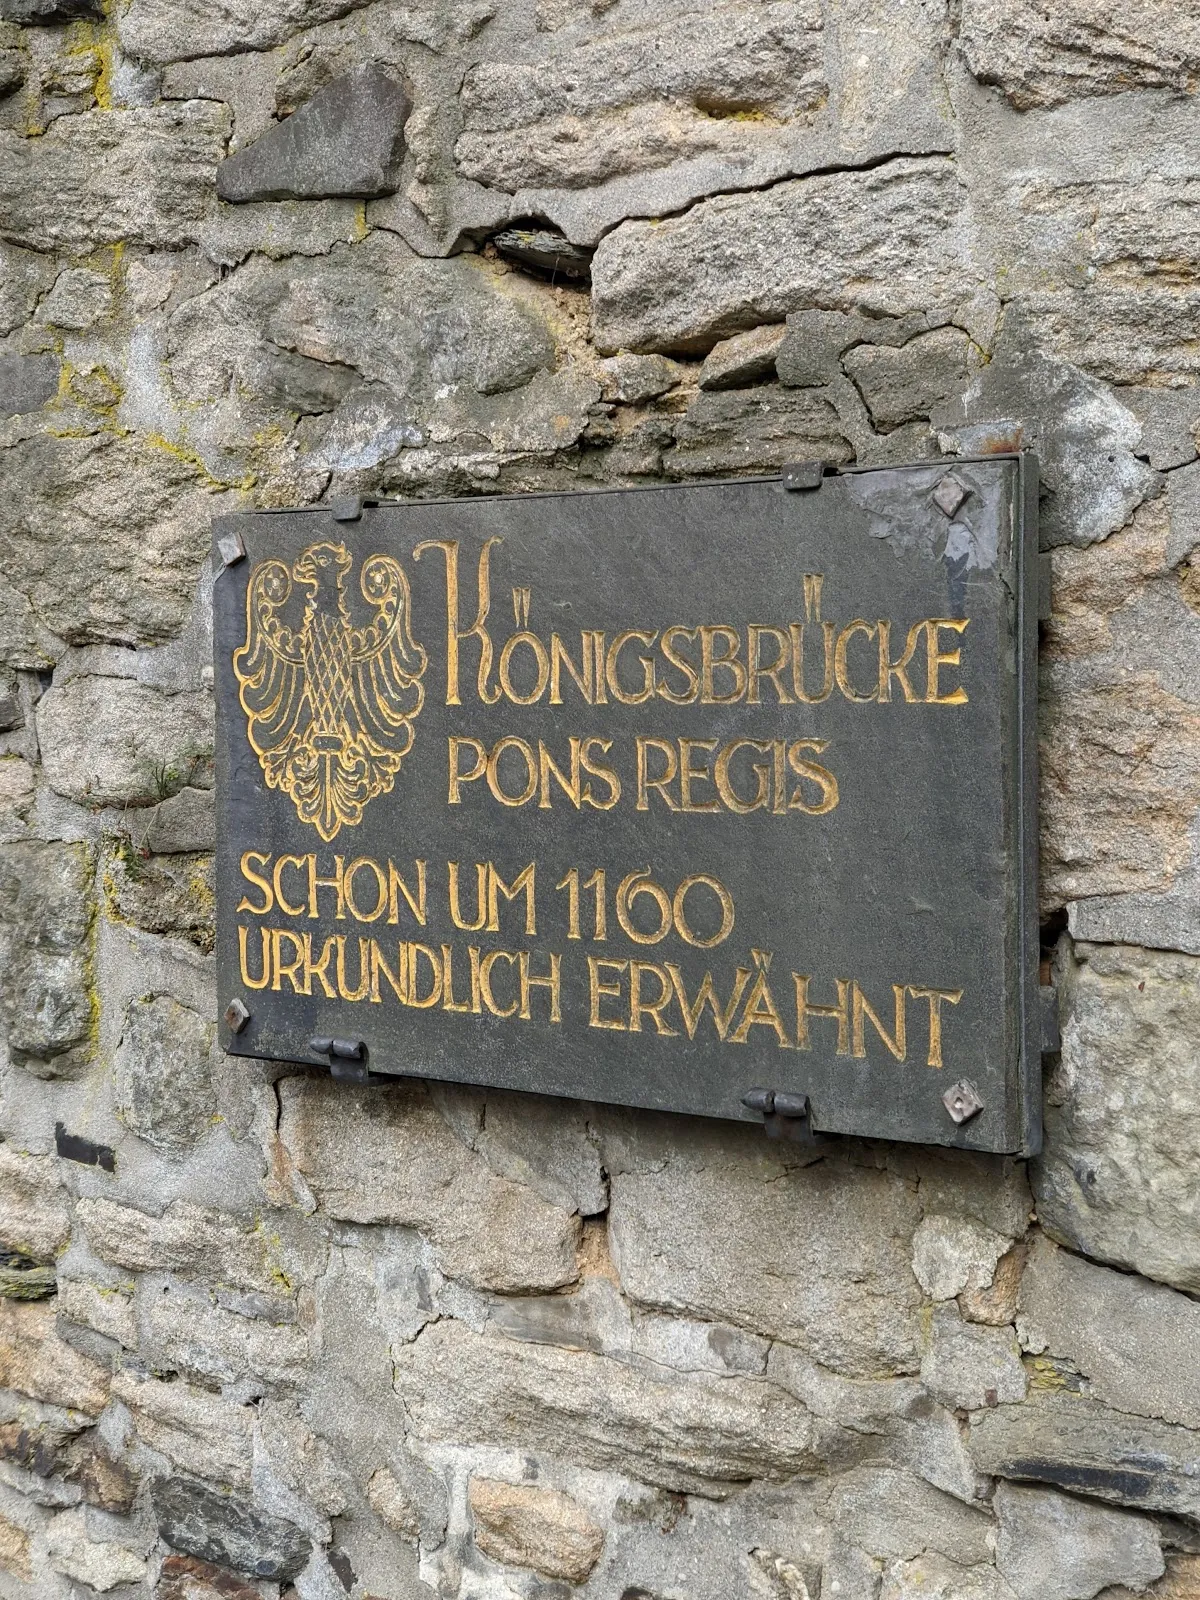 KÖNIGSBRÜCKE
PONS REGIS
SCHON UM 1160
URKUNDLICH ERWÄHNT